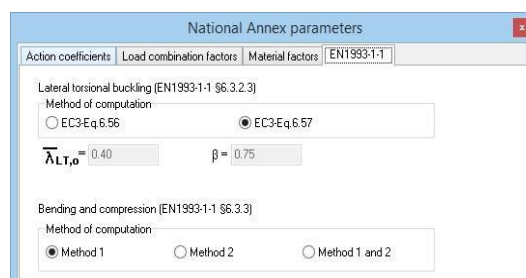 National Annex parameters
x
Action coefficients Load combination factors Material factors EN1993-1-1
Lateral torsional buckling (EN1993-1-1 §6.3.2.3)
Method of computation
EC3-Eq.6.56 EC3-Eq.6.57
λ̅LT,o= 0.40 β = 0.75
Bending and compression (EN1993-1-1 §6.3.3)
Method of computation
Method 1 Method 2 Method 1 and 2